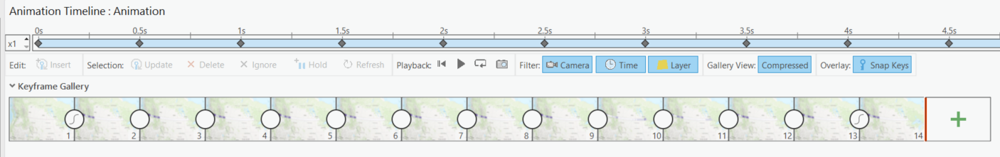 Animation Timeline : Animation
0s 0.5s 1s 1.5s 2s 2.5s 3s 3.5s 4s 4.5s
x1
Edit: Insert Selection: Update Delete Ignore Hold Refresh Playback: Filter: Camera Time Layer Gallery View: Compressed Overlay: Snap Keys
Keyframe Gallery
1 2 3 4 5 6 7 8 9 10 11 12 13 14